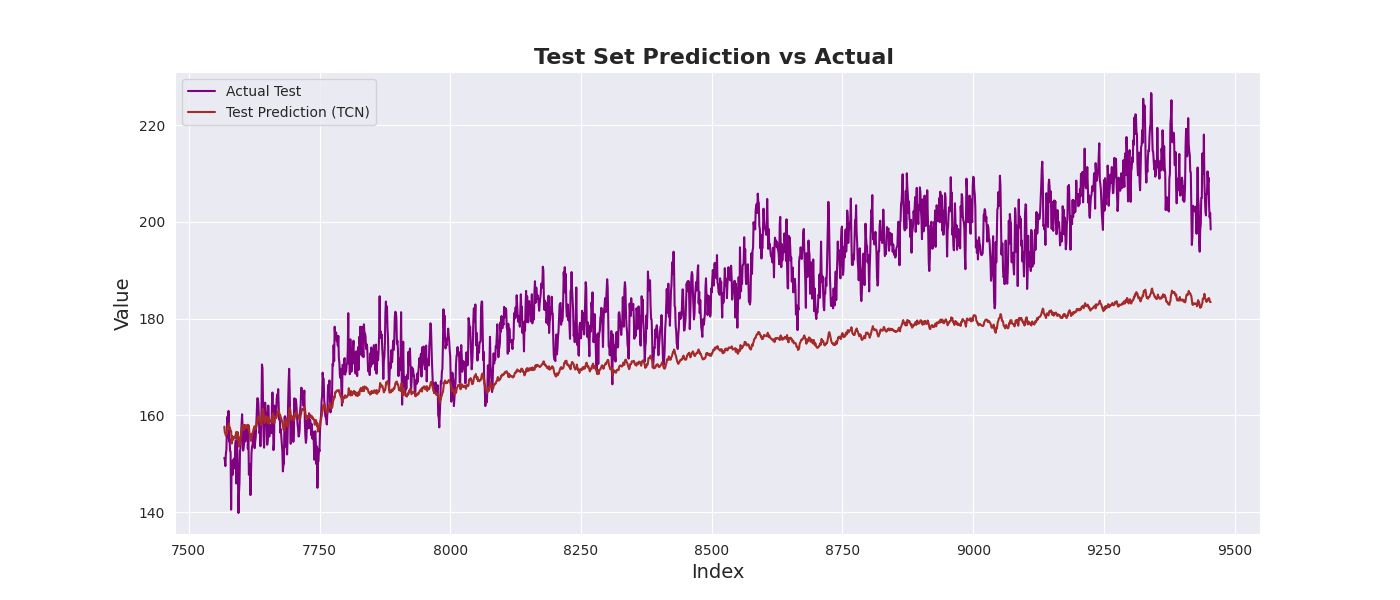 Test Set Prediction vs Actual
Actual Test
Test Prediction (TCN)
Value
220
200
180
160
140
7500 7750 8000 8250 8500 8750 9000 9250 9500
Index